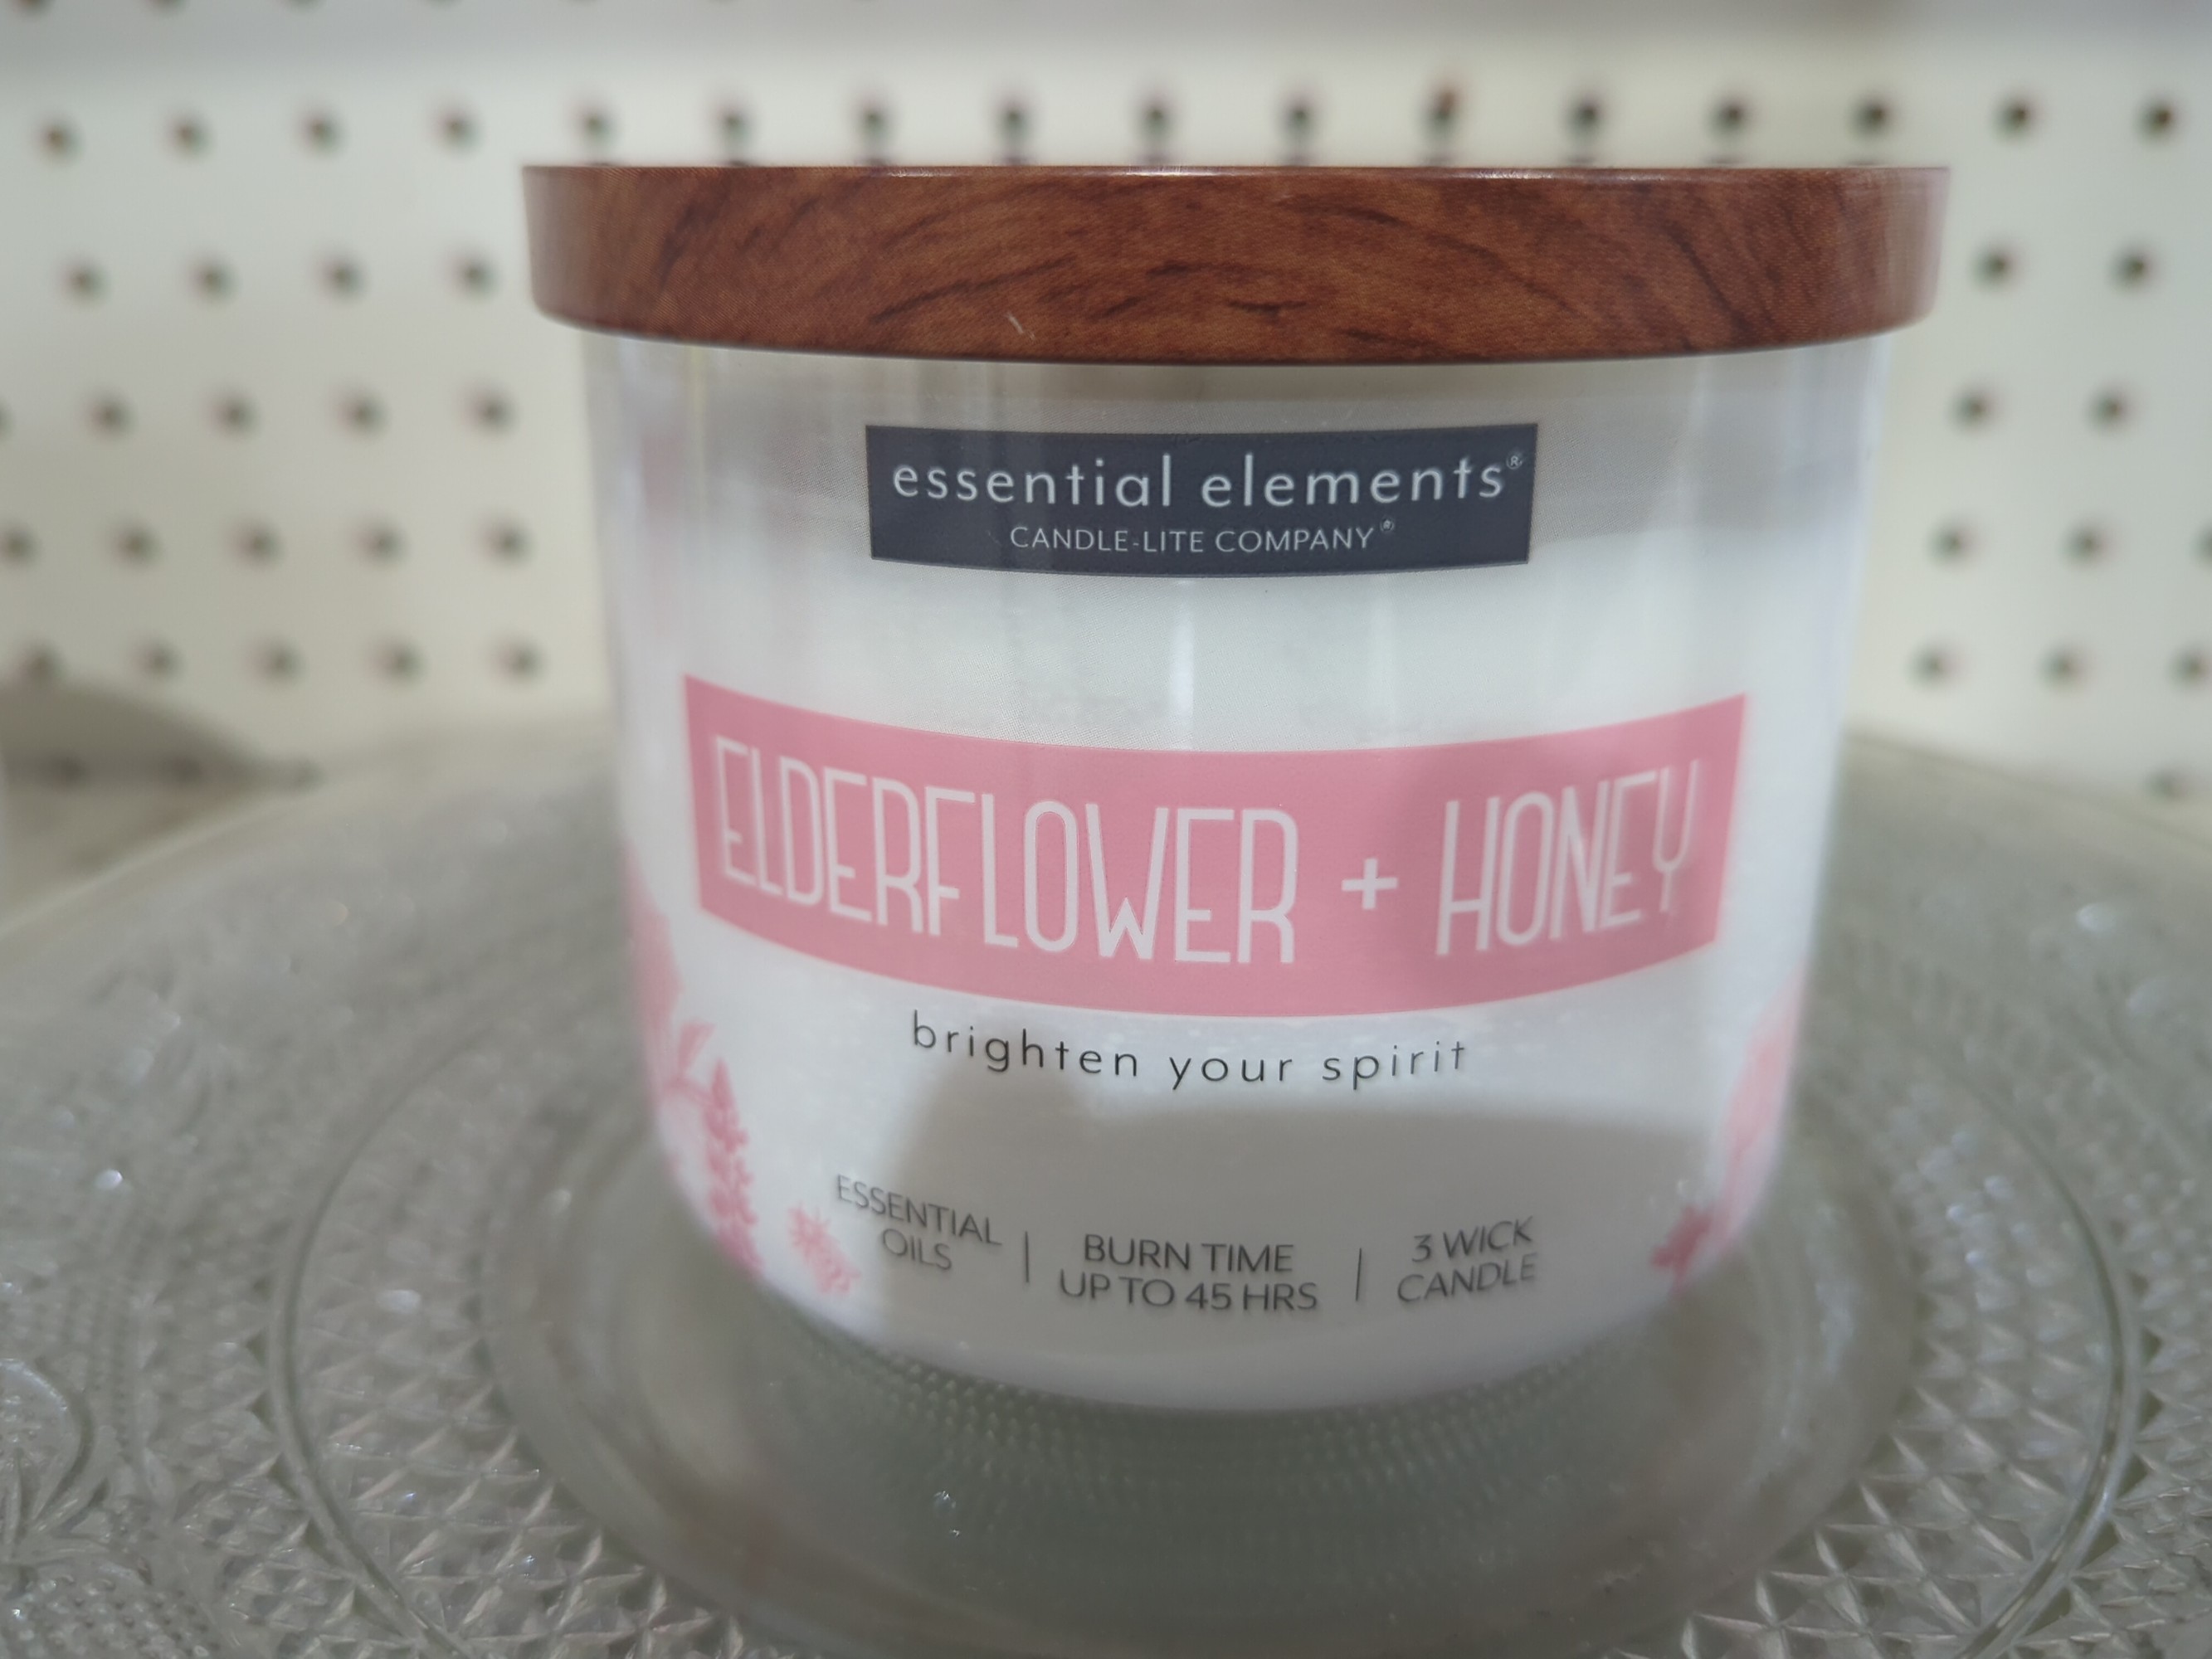 essential elements®
CANDLE-LITE COMPANY®
ELDERFLOWER + HONEY
brighten your spirit
ESSENTIAL
OILS
BURN TIME
UP TO 45 HRS
3 WICK
CANDLE